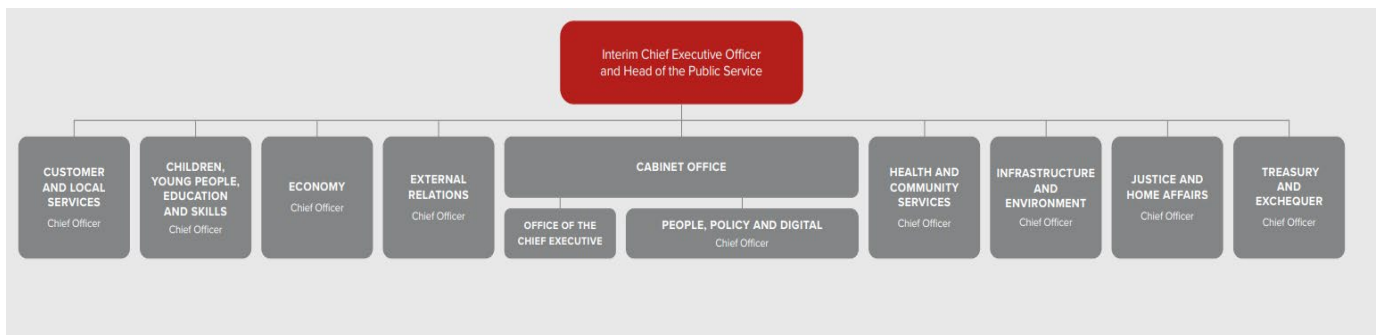 Interim Chief Executive Officer
and Head of the Public Service
CUSTOMER
AND LOCAL
SERVICES
Chief Officer
CHILDREN,
YOUNG PEOPLE,
EDUCATION
AND SKILLS
Chief Officer
ECONOMY
Chief Officer
EXTERNAL
RELATIONS
Chief Officer
CABINET OFFICE
OFFICE OF THE
CHIEF EXECUTIVE
PEOPLE, POLICY AND DIGITAL
Chief Officer
HEALTH AND
COMMUNITY
SERVICES
Chief Officer
INFRASTRUCTURE
AND
ENVIRONMENT
Chief Officer
JUSTICE AND
HOME AFFAIRS
Chief Officer
TREASURY
AND
EXCHEQUER
Chief Officer